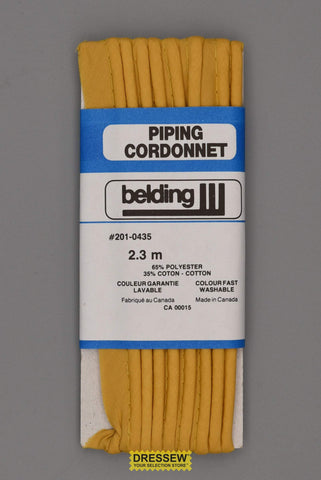 PIPING
CORDONNET
belding
#201-0435
2.3 m
65% POLYESTER
35% COTON - COTTON
COULEUR GARANTIE
LAVABLE
COLOUR FAST
WASHABLE
Fabriqué au Canada
Made in Canada
CA 00015
DRESSEW
YOUR SELECTION STORE